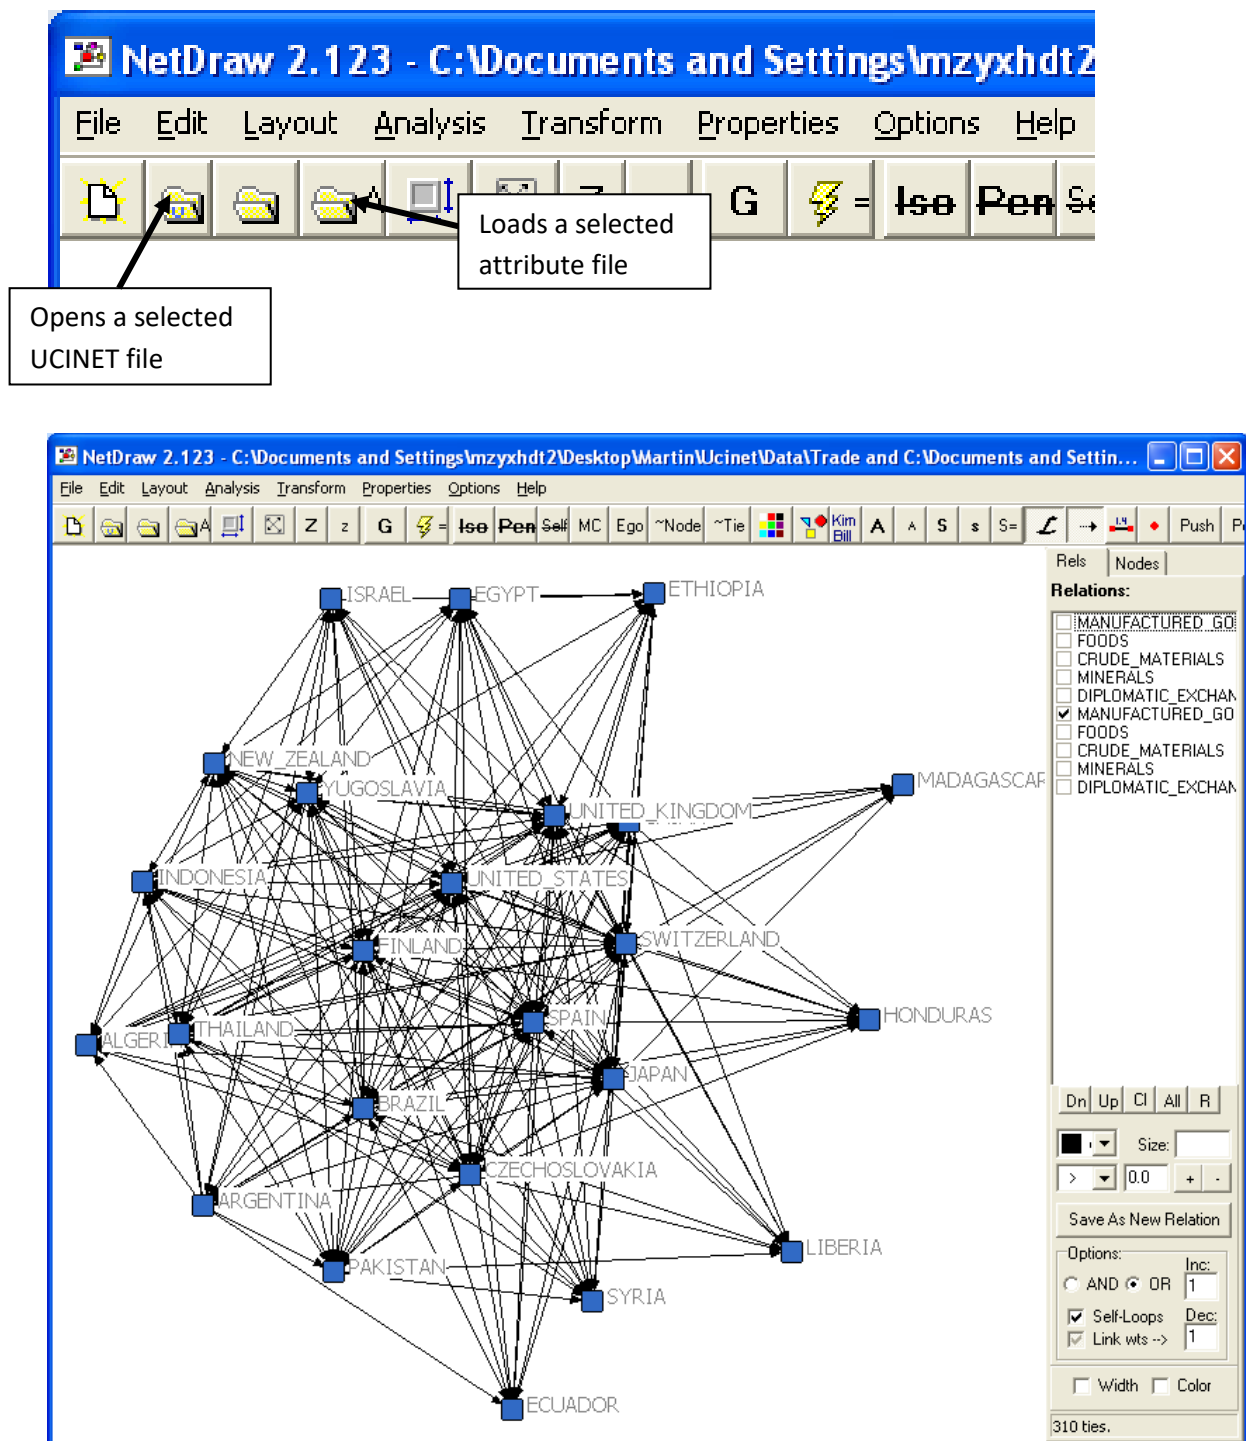 NetDraw 2.123 - C:\Documents and Settings\mzyxhdt2
File Edit Layout Analysis Transform Properties Options Help
A Z G = Iso Pen
Loads a selected
attribute file
Opens a selected
UCINET file
NetDraw 2.123 - C:\Documents and Settings\mzyxhdt2\Desktop\Martin\Ucinet\Data\Trade and C:\Documents and Settin...
File Edit Layout Analysis Transform Properties Options Help
A Z z G = Iso Pen Self MC Ego ~Node ~Tie Kim Bill A A S s S= Push
Rels Nodes
Relations:
MANUFACTURED_GO
FOODS
CRUDE_MATERIALS
MINERALS
DIPLOMATIC_EXCHAN
MANUFACTURED_GO
FOODS
CRUDE_MATERIALS
MINERALS
DIPLOMATIC_EXCHAN
ISRAEL EGYPT ETHIOPIA
NEW_ZEALAND
YUGOSLAVIA
MADAGASCAR
UNITED_KINGDOM
INDONESIA UNITED_STATES
FINLAND SWITZERLAND
SPAIN HONDURAS
ALGERI THAILAND
JAPAN
BRAZIL
CZECHOSLOVAKIA
ARGENTINA
LIBERIA
PAKISTAN
SYRIA
ECUADOR
Dn Up Cl All R
Size:
> 0.0 + -
Save As New Relation
Options:
Inc:
AND OR 1
Self-Loops Dec:
Link wts --> 1
Width Color
310 ties.